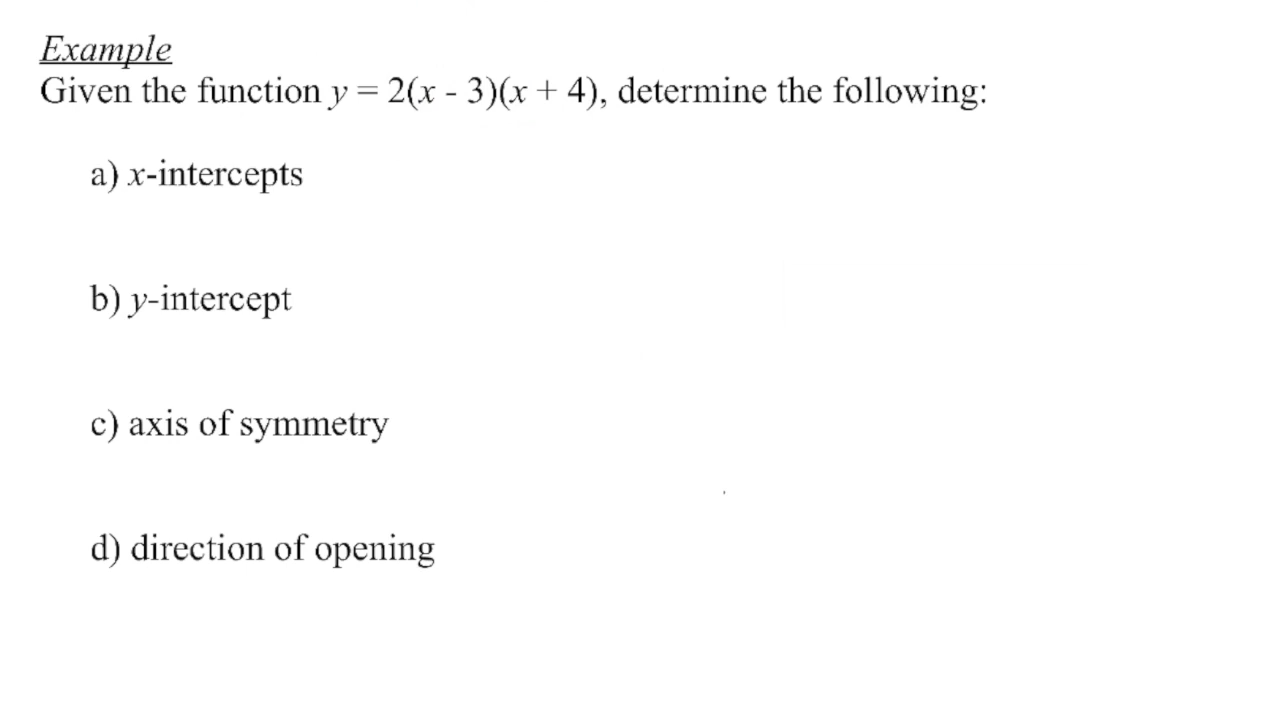 Example
Given the function y = 2(x - 3)(x + 4), determine the following:
a) x-intercepts
b) y-intercept
c) axis of symmetry
d) direction of opening